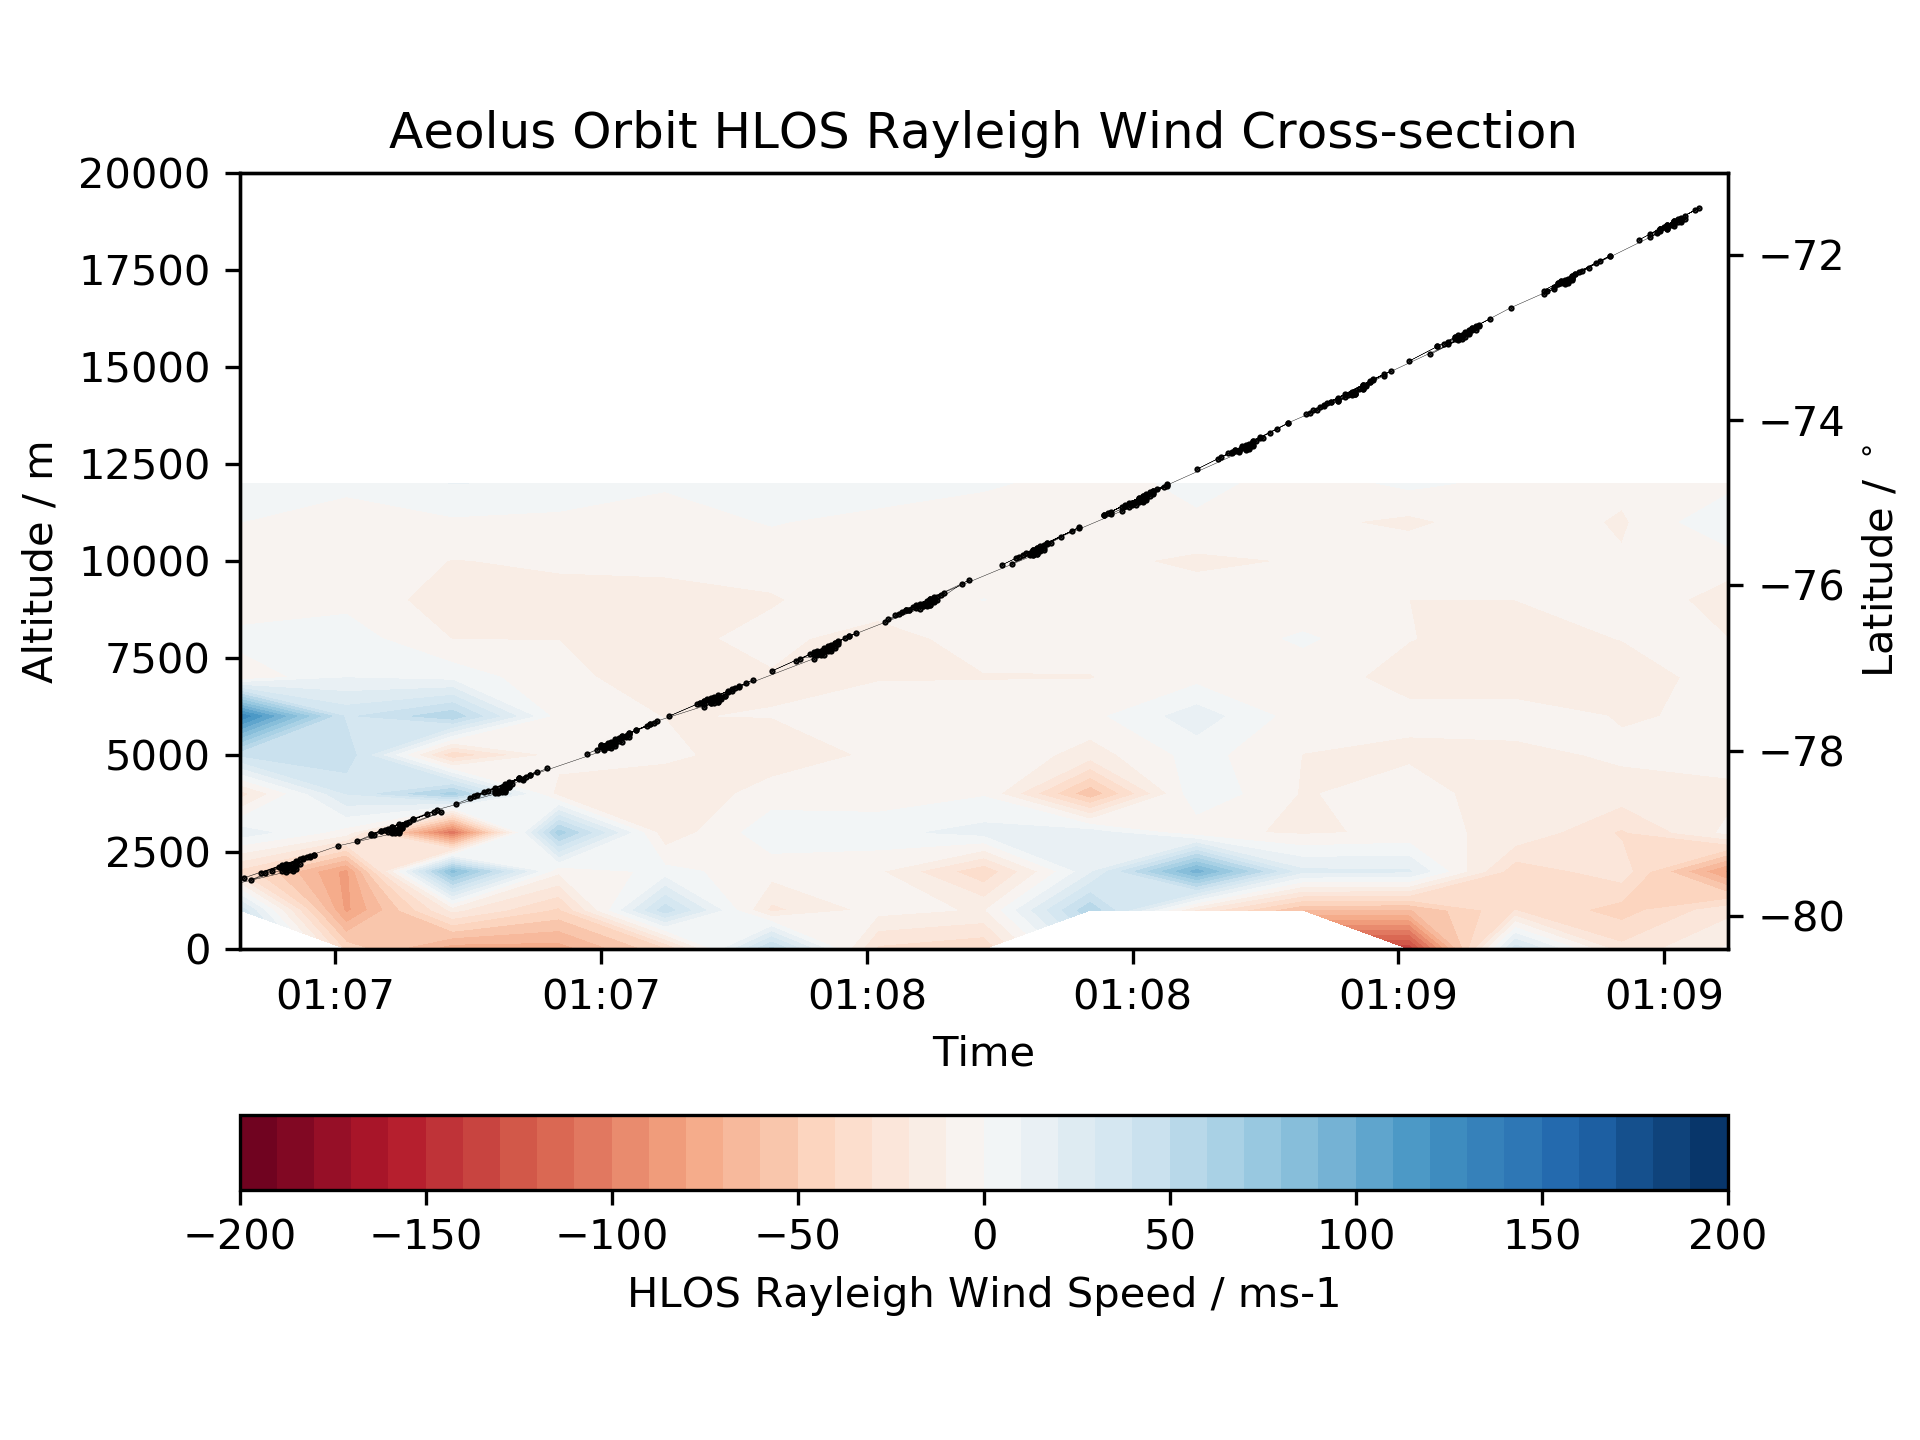 Aeolus Orbit HLOS Rayleigh Wind Cross-section
20000
17500
15000
12500
10000
7500
5000
2500
0
Altitude / m
−72
−74
−76
−78
−80
Latitude / °
01:07 01:07 01:08 01:08 01:09 01:09
Time
−200 −150 −100 −50 0 50 100 150 200
HLOS Rayleigh Wind Speed / ms-1